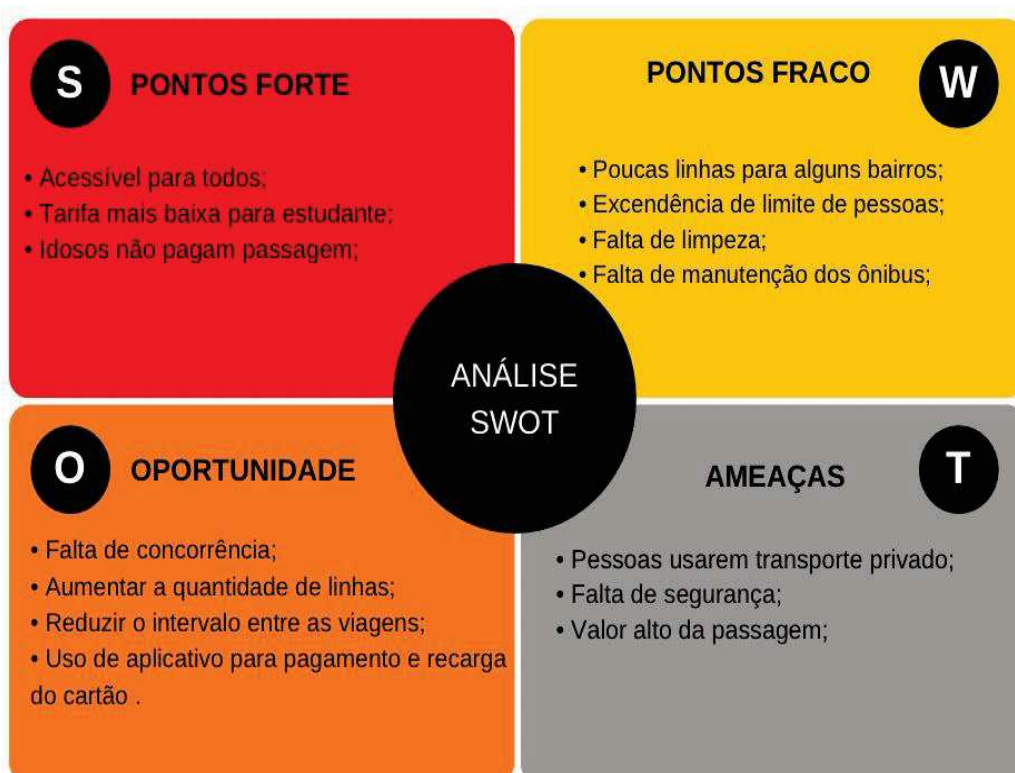 S
PONTOS FORTE
• Acessível para todos;
• Tarifa mais baixa para estudante;
• Idosos não pagam passagem;
PONTOS FRACO
W
• Poucas linhas para alguns bairros;
• Excendência de limite de pessoas;
• Falta de limpeza;
• Falta de manutenção dos ônibus;
ANÁLISE
SWOT
O
OPORTUNIDADE
• Falta de concorrência;
• Aumentar a quantidade de linhas;
• Reduzir o intervalo entre as viagens;
• Uso de aplicativo para pagamento e recarga
do cartão .
AMEAÇAS
T
• Pessoas usarem transporte privado;
• Falta de segurança;
• Valor alto da passagem;